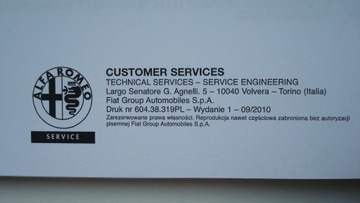 ALFA ROMEO
SERVICE
CUSTOMER SERVICES
TECHNICAL SERVICES – SERVICE ENGINEERING
Largo Senatore G. Agnelli. 5 – 10040 Volvera – Torino (Italia)
Fiat Group Automobiles S.p.A.
Druk nr 604.38.319PL – Wydanie 1 – 09/2010
Zarezerwowane prawa własności. Reprodukcja nawet częściowa zabroniona bez autoryzacji
pisemnej Fiat Group Automobiles S.p.A.